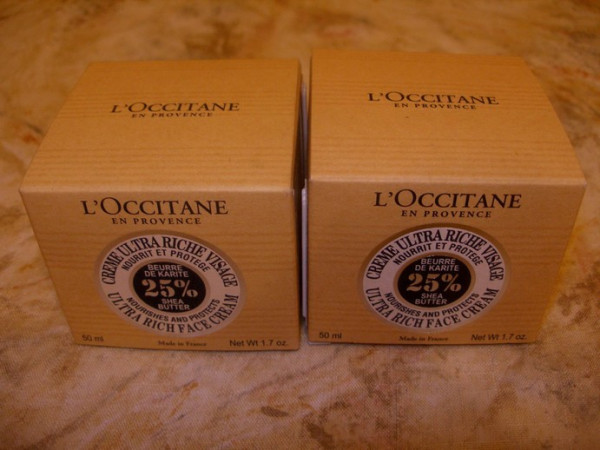 L'OCCITANE
EN PROVENCE
L'OCCITANE
EN PROVENCE
CREME ULTRA RICHE VISAGE
NOURRIT ET PROTÈGE
BEURRE
DE KARITE
25%
SHEA
BUTTER
NOURISHES AND PROTECTS
ULTRA RICH FACE CREAM
50 ml
Made in France
Net Wt 1.7 oz.
L'OCCITANE
EN PROVENCE
L'OCCITANE
EN PROVENCE
CREME ULTRA RICHE VISAGE
NOURRIT ET PROTÈGE
BEURRE
DE KARITE
25%
SHEA
BUTTER
NOURISHES AND PROTECTS
ULTRA RICH FACE CREAM
50 ml
Made in France
Net Wt 1.7 oz.